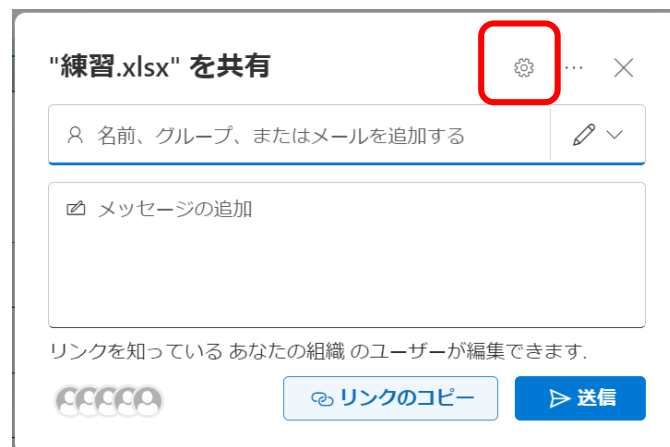 "練習.xlsx" を共有
名前、グループ、またはメールを追加する
メッセージの追加
リンクを知っている あなたの組織 のユーザーが編集できます.
リンクのコピー
送信